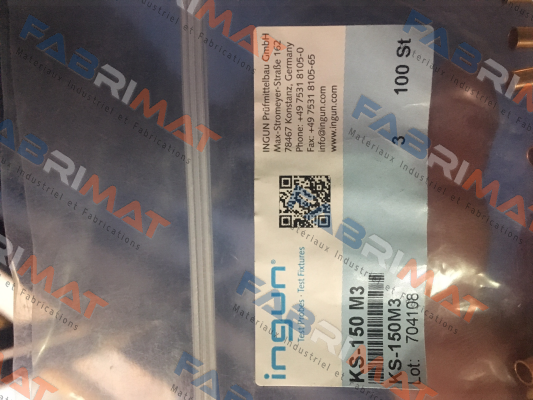 ingun®
Test Probes · Test Fixtures
INGUN Prüfmittelbau GmbH
Max-Stromeyer-Straße 162
78467 Konstanz, Germany
Phone: +49 7531 8105-0
Fax: +49 7531 8105-65
info@ingun.com
www.ingun.com
KS-150 M3
KS-150M3
Lot: 704108
3
100 St
FABRIMAT
Materiaux Industriel et Fabrications